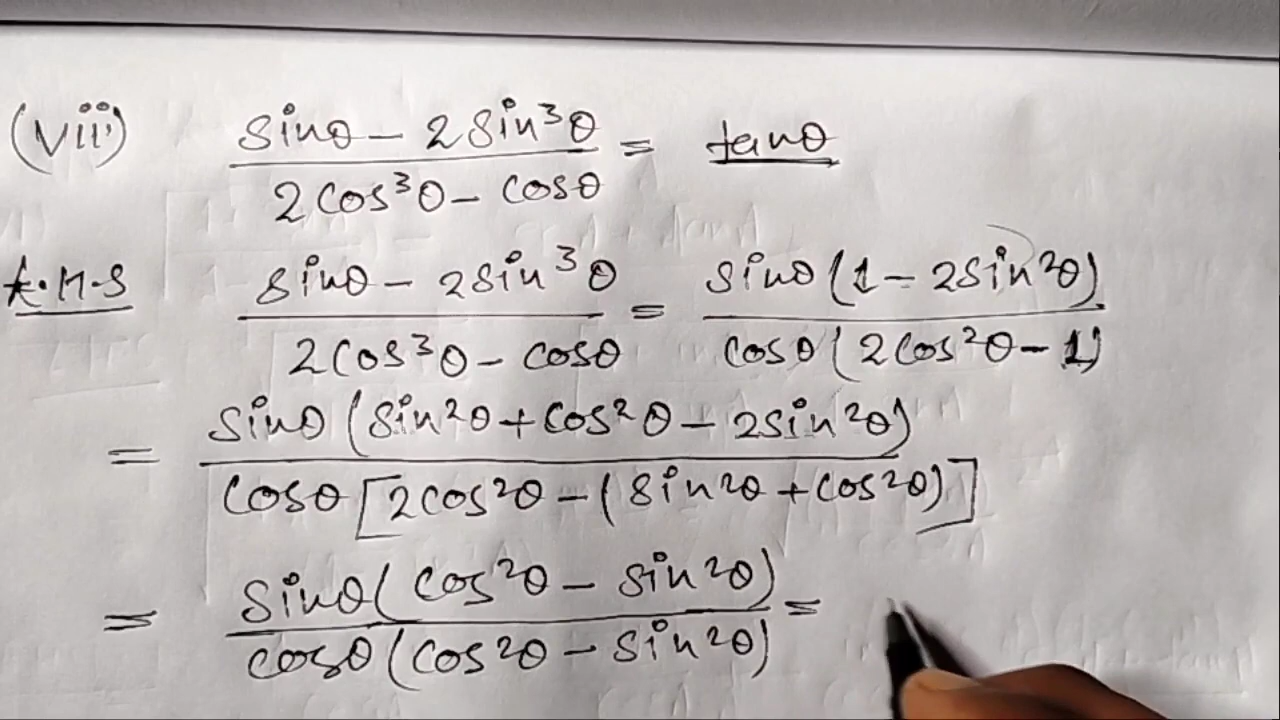 (vii) sinθ - 2sin³θ / 2cos³θ - cosθ = tanθ
L.H.S sinθ - 2sin³θ / 2cos³θ - cosθ = sinθ(1 - 2sin²θ) / cosθ(2cos²θ - 1)
= sinθ(sin²θ + cos²θ - 2sin²θ) / cosθ[2cos²θ - (sin²θ + cos²θ)]
= sinθ(cos²θ - sin²θ) / cosθ(cos²θ - sin²θ) =